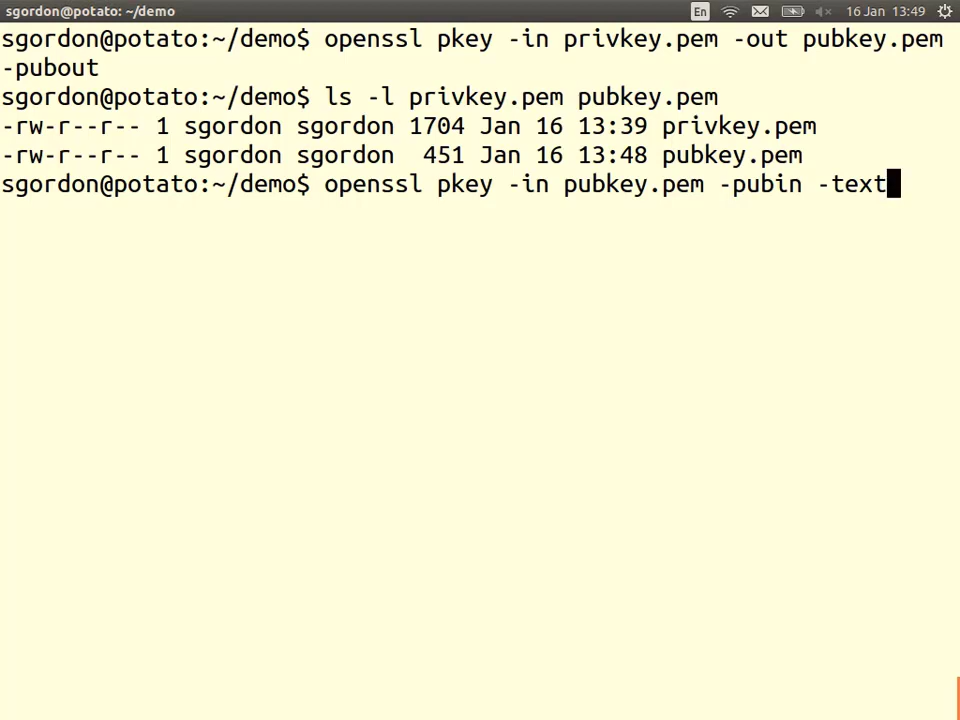 sgordon@potato: ~/demo En 16 Jan 13:49
sgordon@potato:~/demo$ openssl pkey -in privkey.pem -out pubkey.pem
-pubout
sgordon@potato:~/demo$ ls -l privkey.pem pubkey.pem
-rw-r--r-- 1 sgordon sgordon 1704 Jan 16 13:39 privkey.pem
-rw-r--r-- 1 sgordon sgordon  451 Jan 16 13:48 pubkey.pem
sgordon@potato:~/demo$ openssl pkey -in pubkey.pem -pubin -text